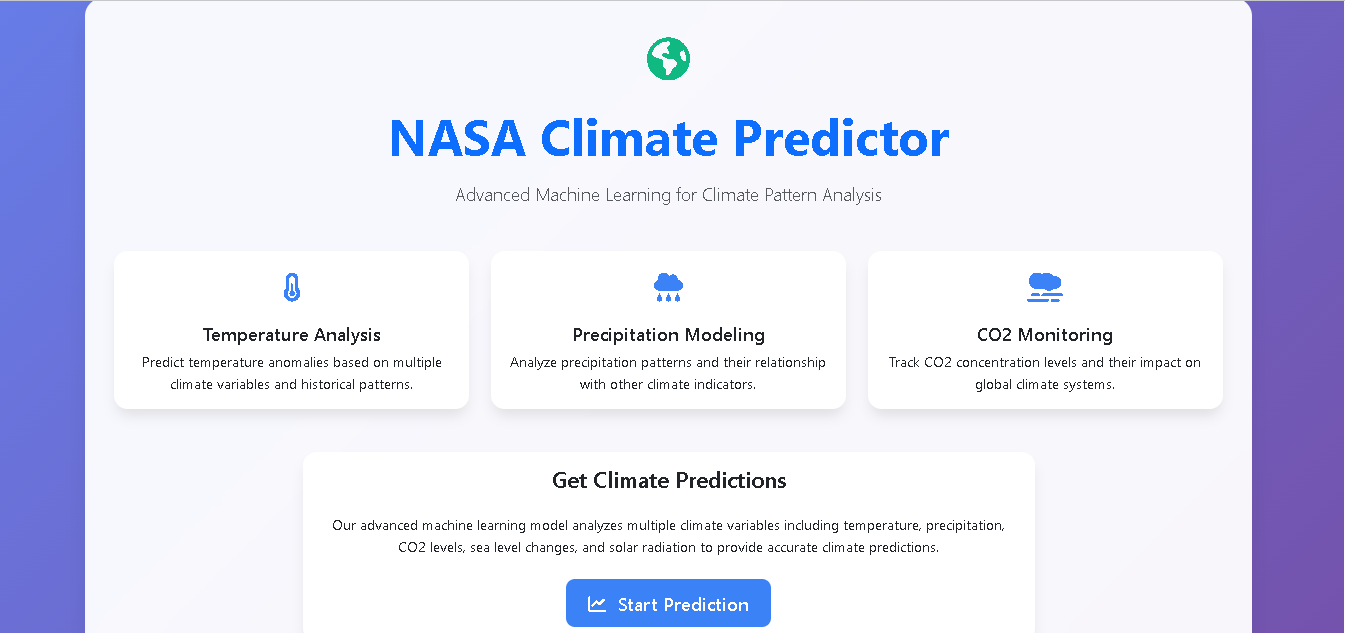 NASA Climate Predictor
Advanced Machine Learning for Climate Pattern Analysis
Temperature Analysis
Predict temperature anomalies based on multiple
climate variables and historical patterns.
Precipitation Modeling
Analyze precipitation patterns and their relationship
with other climate indicators.
CO2 Monitoring
Track CO2 concentration levels and their impact on
global climate systems.
Get Climate Predictions
Our advanced machine learning model analyzes multiple climate variables including temperature, precipitation,
CO2 levels, sea level changes, and solar radiation to provide accurate climate predictions.
Start Prediction